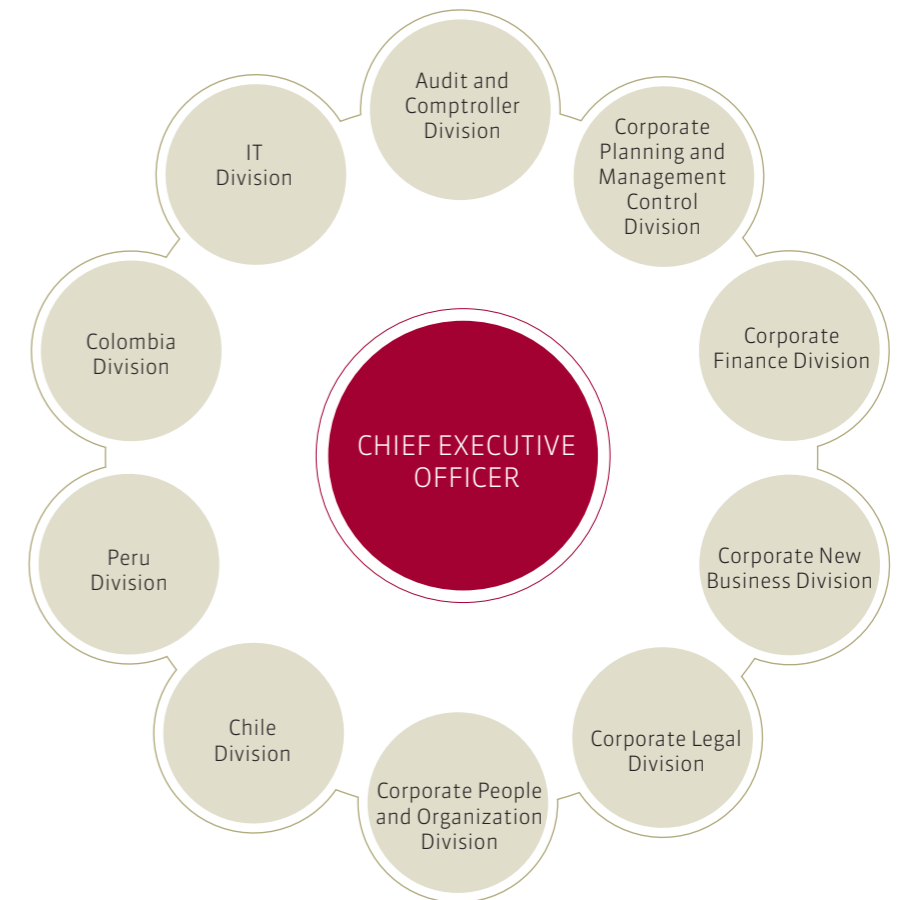 Audit and
Comptroller
Division
Corporate
Planning and
Management
Control
Division
Corporate
Finance Division
Corporate New
Business Division
Corporate Legal
Division
Corporate People
and Organization
Division
Chile
Division
Peru
Division
Colombia
Division
IT
Division
CHIEF EXECUTIVE
OFFICER